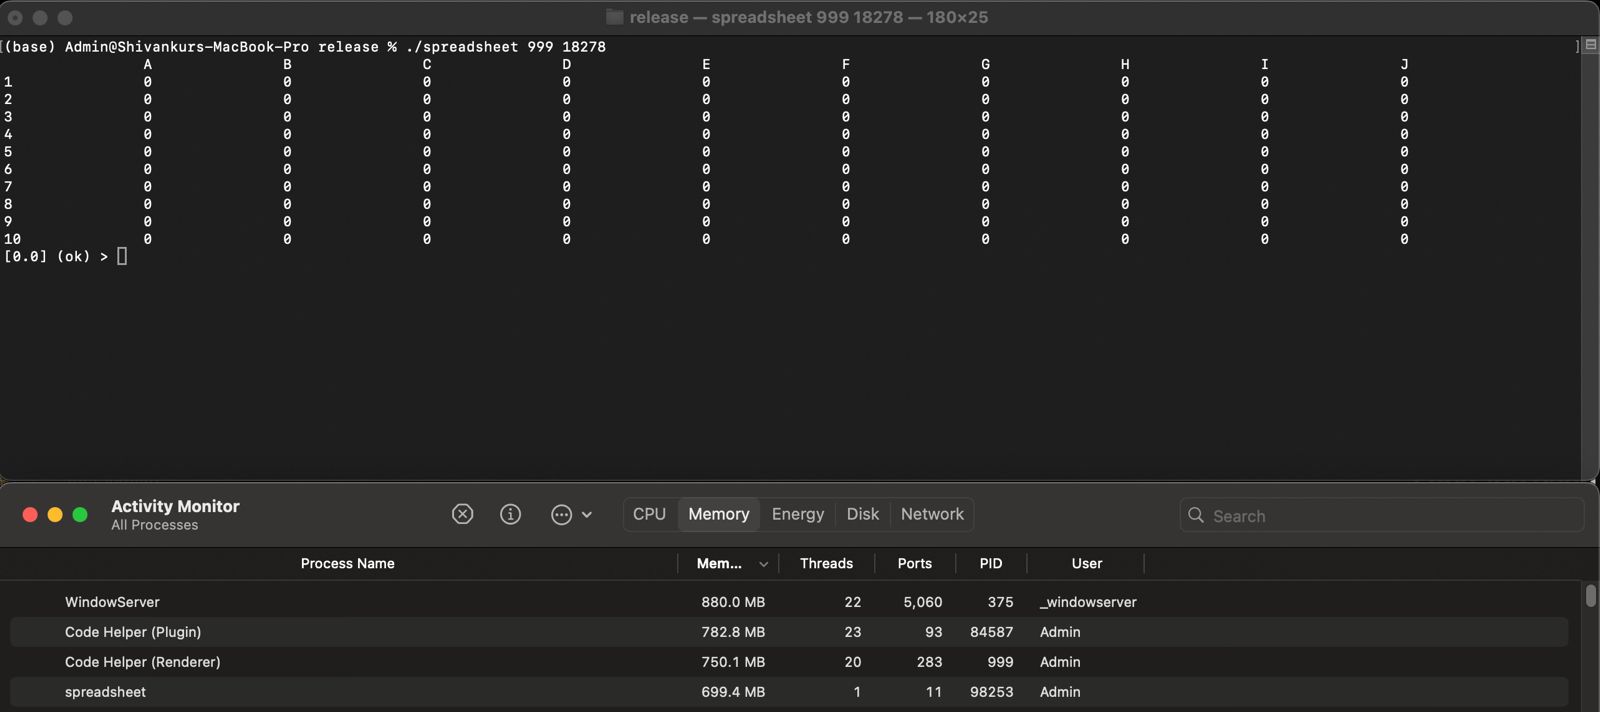 release — spreadsheet 999 18278 — 180×25
[(base) Admin@Shivankurs-MacBook-Pro release % ./spreadsheet 999 18278 ]
A B C D E F G H I J
1 0 0 0 0 0 0 0 0 0 0
2 0 0 0 0 0 0 0 0 0 0
3 0 0 0 0 0 0 0 0 0 0
4 0 0 0 0 0 0 0 0 0 0
5 0 0 0 0 0 0 0 0 0 0
6 0 0 0 0 0 0 0 0 0 0
7 0 0 0 0 0 0 0 0 0 0
8 0 0 0 0 0 0 0 0 0 0
9 0 0 0 0 0 0 0 0 0 0
10 0 0 0 0 0 0 0 0 0 0
[0.0] (ok) >
Activity Monitor
All Processes
CPU Memory Energy Disk Network
Search
Process Name Mem... Threads Ports PID User
WindowServer 880.0 MB 22 5,060 375 _windowserver
Code Helper (Plugin) 782.8 MB 23 93 84587 Admin
Code Helper (Renderer) 750.1 MB 20 283 999 Admin
spreadsheet 699.4 MB 1 11 98253 Admin